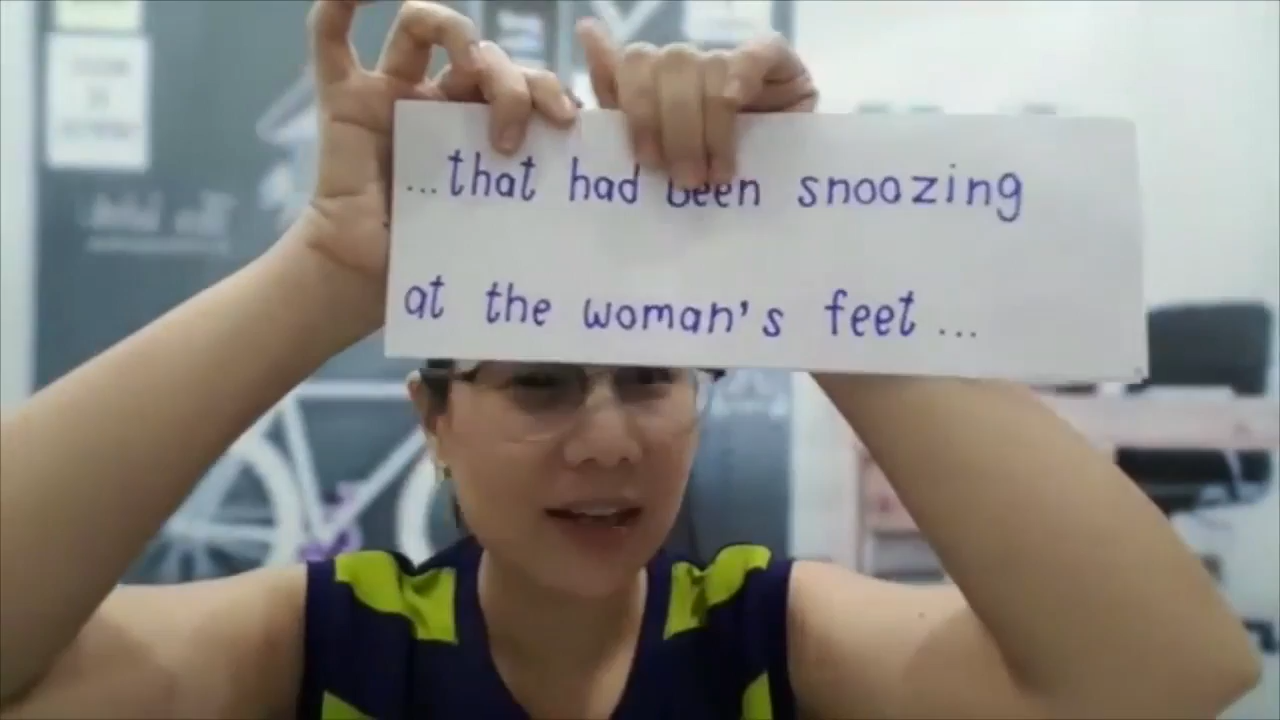 ...that had been snoozing
at the woman's feet ...